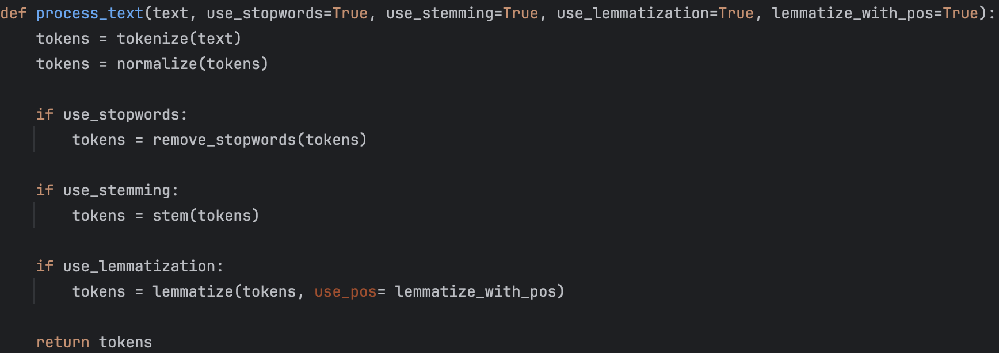 def process_text(text, use_stopwords=True, use_stemming=True, use_lemmatization=True, lemmatize_with_pos=True):
    tokens = tokenize(text)
    tokens = normalize(tokens)

    if use_stopwords:
        tokens = remove_stopwords(tokens)

    if use_stemming:
        tokens = stem(tokens)

    if use_lemmatization:
        tokens = lemmatize(tokens, use_pos= lemmatize_with_pos)

    return tokens